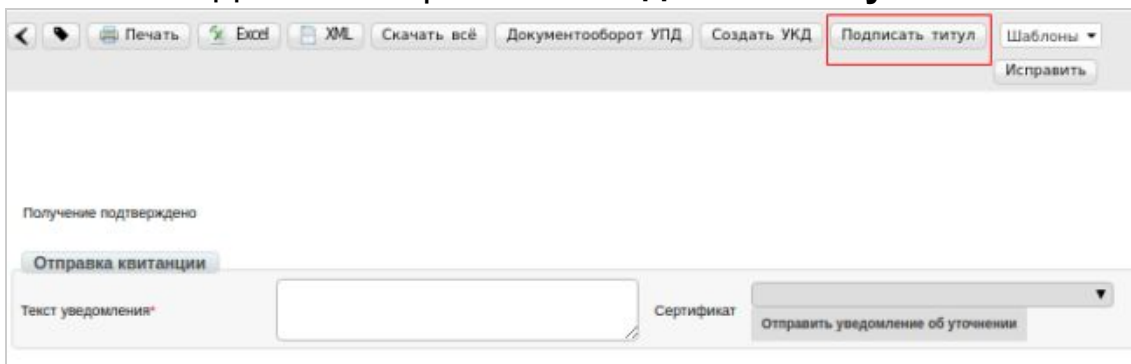 Печать Excel XML Скачать всё Документооборот УПД Создать УКД Подписать титул Шаблоны
Исправить
Получение подтверждено
Отправка квитанции
Текст уведомления* Сертификат
Отправить уведомление об уточнении